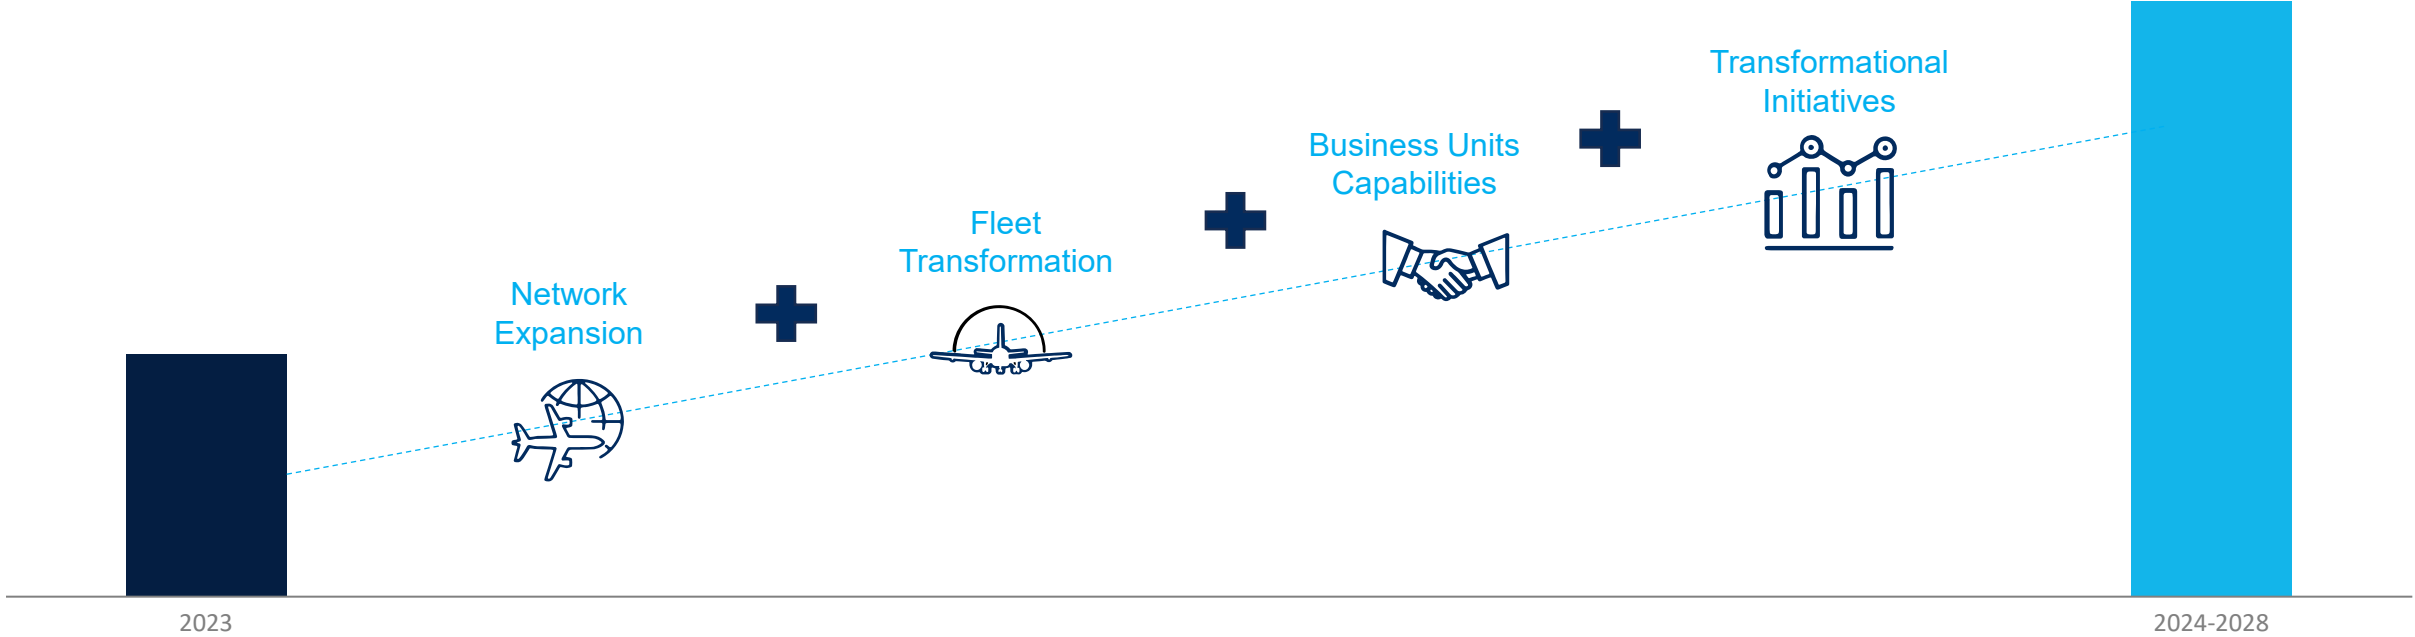 Transformational
Initiatives
Business Units
Capabilities
Fleet
Transformation
Network
Expansion
2023
2024-2028